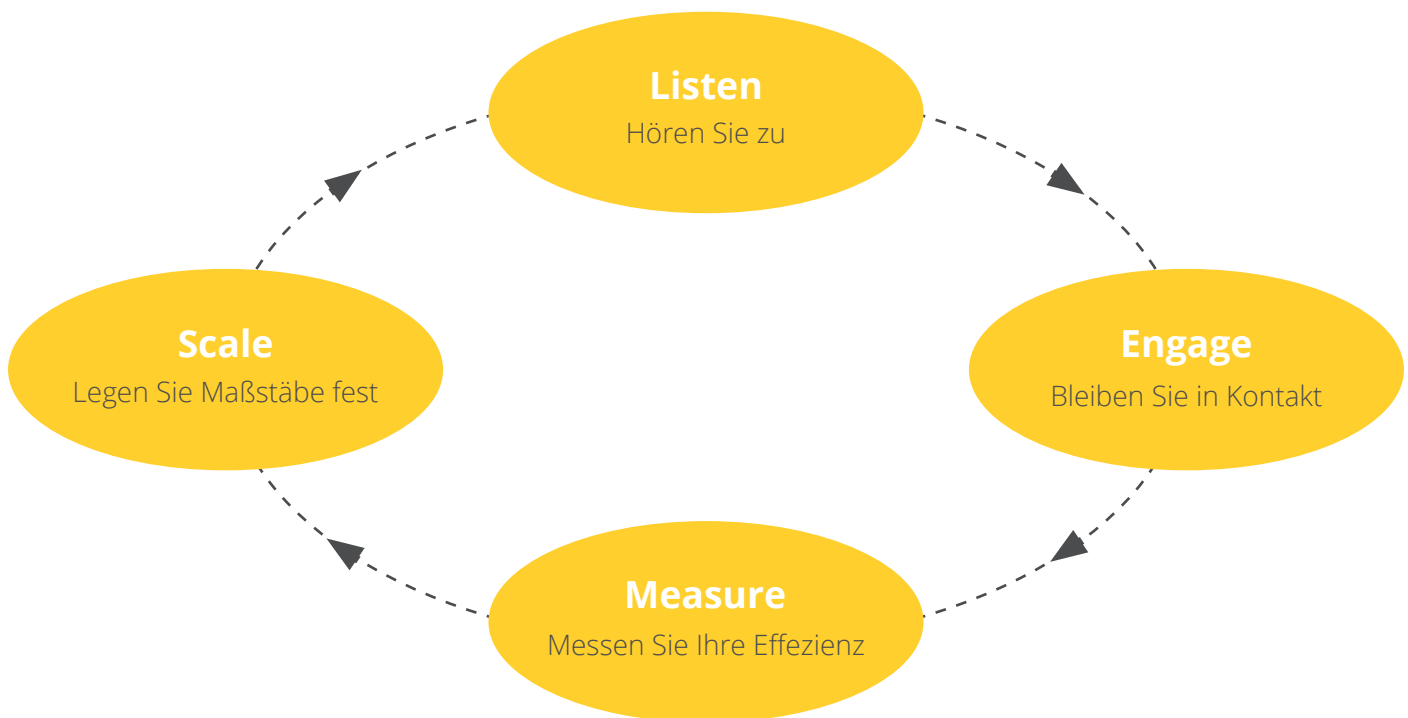 Listen
Hören Sie zu
Engage
Bleiben Sie in Kontakt
Measure
Messen Sie Ihre Effezienz
Scale
Legen Sie Maßstäbe fest